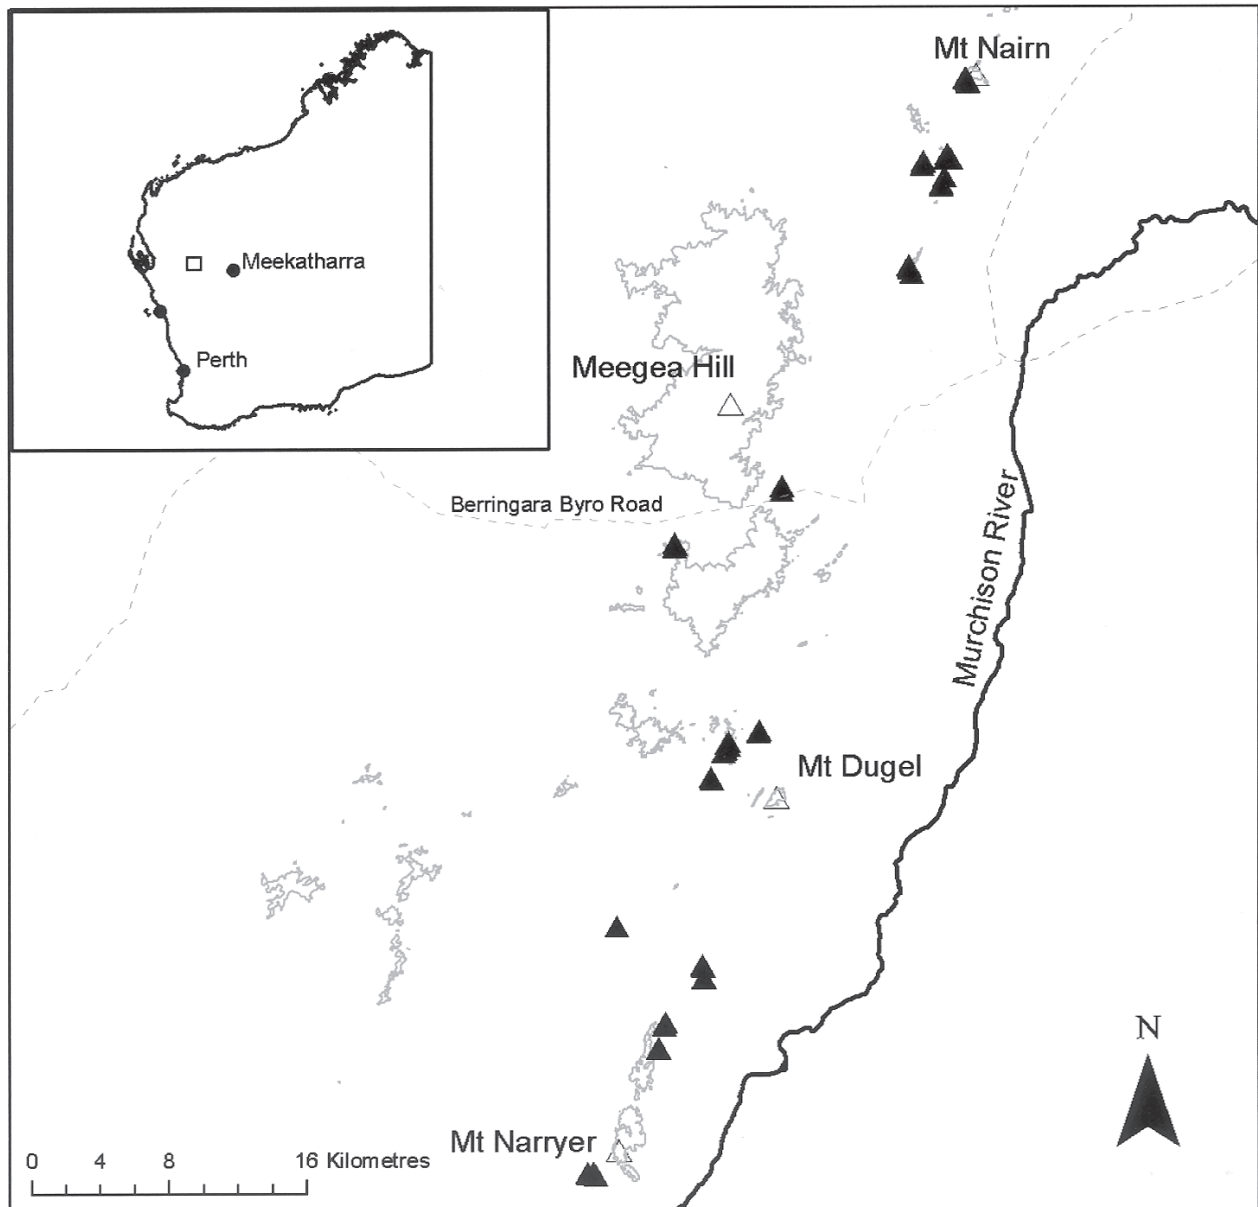 Mt Nairn
Meekatharra
Perth
Meegea Hill
Berringara Byro Road
Murchison River
Mt Dugel
N
Mt Narryer
0 4 8 16 Kilometres